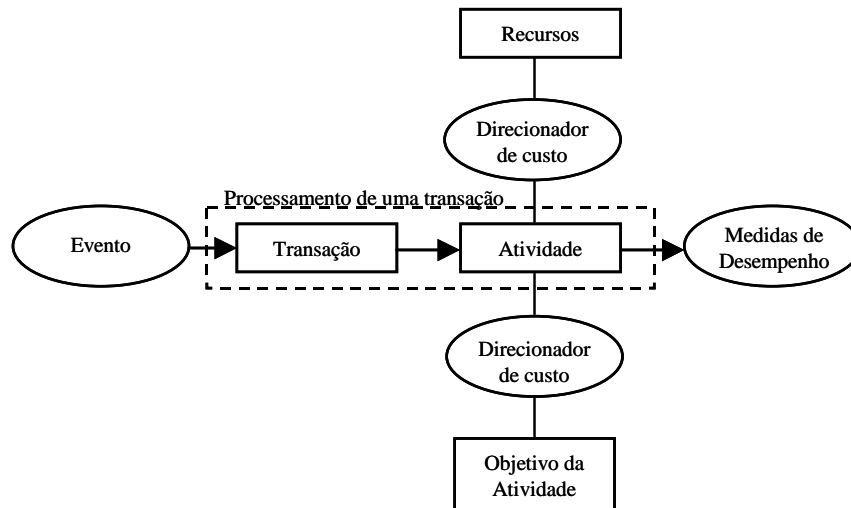 Recursos
Direcionador
de custo
Processamento de uma transação
Evento
Transação
Atividade
Medidas de
Desempenho
Direcionador
de custo
Objetivo da
Atividade